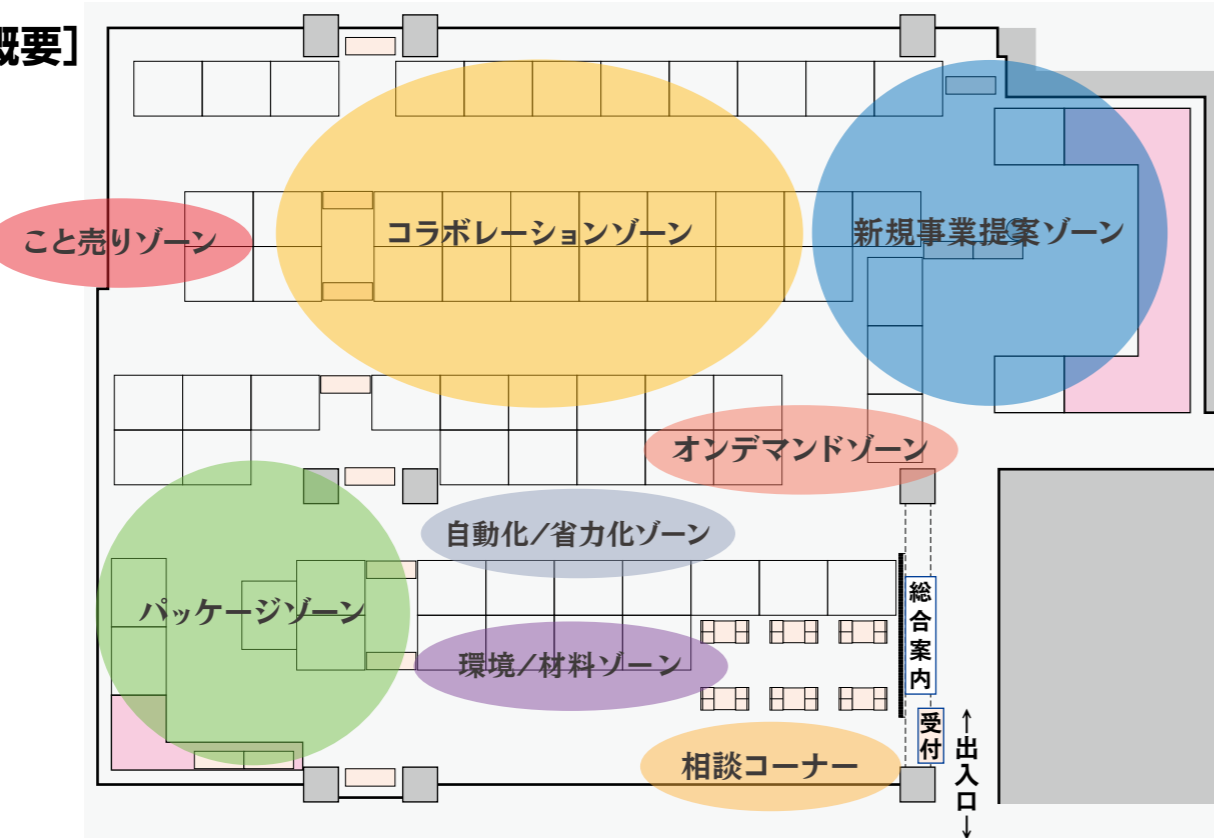 概要]
こと売りゾーン
コラボレーションゾーン
新規事業提案ゾーン
オンデマンドゾーン
自動化/省力化ゾーン
パッケージゾーン
環境/材料ゾーン
総合案内
受付
相談コーナー
↑出入口↓